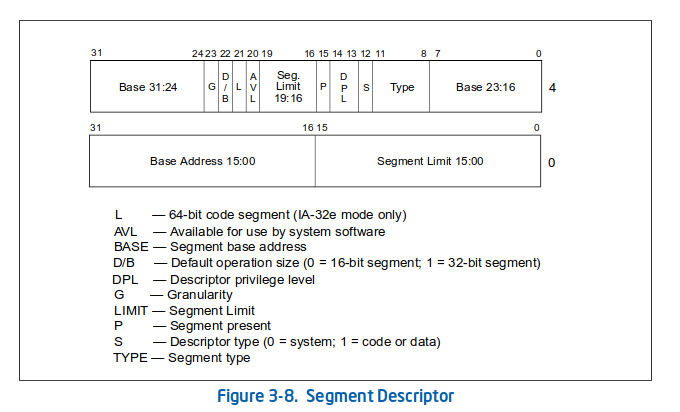 31 24 23 22 21 20 19 16 15 14 13 12 11 8 7 0
Base 31:24 G D/B L AVL Seg. Limit 19:16 P DPL S Type Base 23:16 4
31 16 15 0
Base Address 15:00 Segment Limit 15:00 0
L — 64-bit code segment (IA-32e mode only)
AVL — Available for use by system software
BASE — Segment base address
D/B — Default operation size (0 = 16-bit segment; 1 = 32-bit segment)
DPL — Descriptor privilege level
G — Granularity
LIMIT — Segment Limit
P — Segment present
S — Descriptor type (0 = system; 1 = code or data)
TYPE — Segment type
Figure 3-8. Segment Descriptor